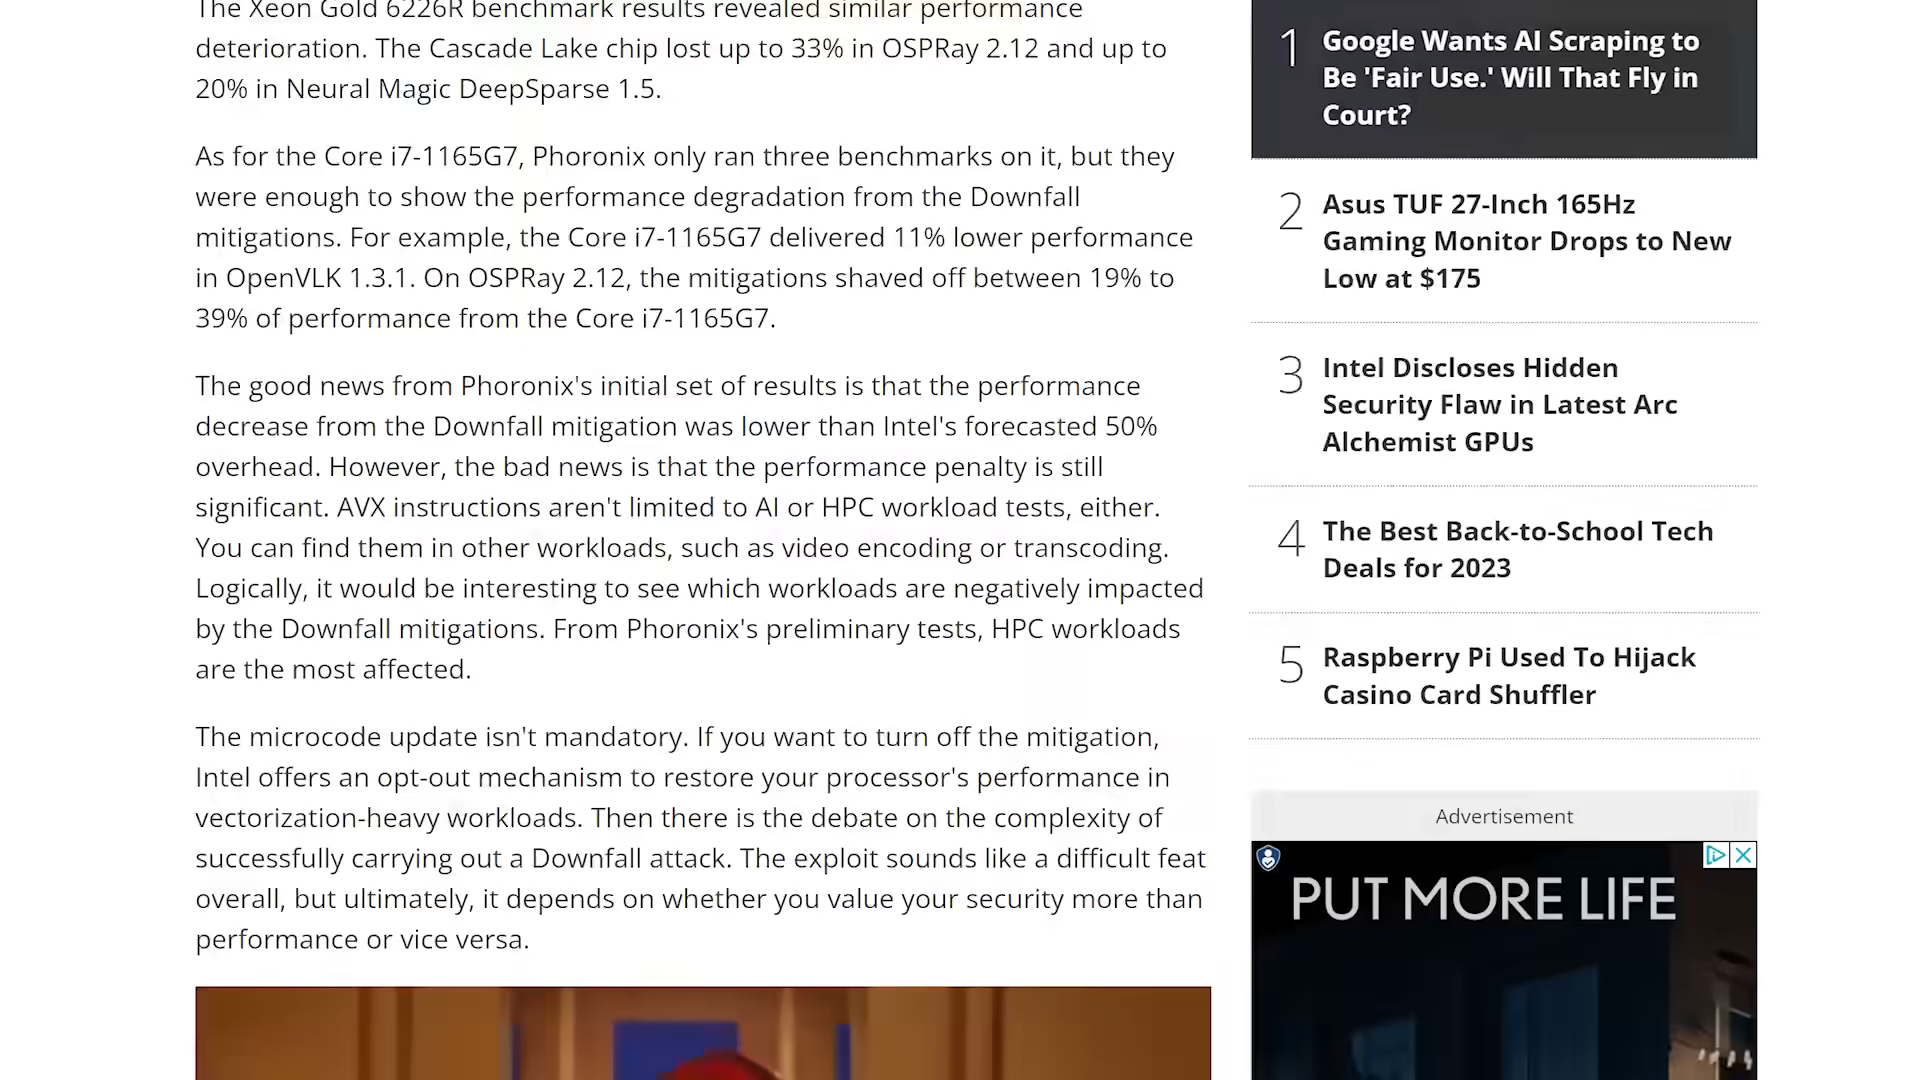 The Xeon Gold 6226R benchmark results revealed similar performance
deterioration. The Cascade Lake chip lost up to 33% in OSPRay 2.12 and up to
20% in Neural Magic DeepSparse 1.5.
As for the Core i7-1165G7, Phoronix only ran three benchmarks on it, but they
were enough to show the performance degradation from the Downfall
mitigations. For example, the Core i7-1165G7 delivered 11% lower performance
in OpenVLK 1.3.1. On OSPRay 2.12, the mitigations shaved off between 19% to
39% of performance from the Core i7-1165G7.
The good news from Phoronix's initial set of results is that the performance
decrease from the Downfall mitigation was lower than Intel's forecasted 50%
overhead. However, the bad news is that the performance penalty is still
significant. AVX instructions aren't limited to AI or HPC workload tests, either.
You can find them in other workloads, such as video encoding or transcoding.
Logically, it would be interesting to see which workloads are negatively impacted
by the Downfall mitigations. From Phoronix's preliminary tests, HPC workloads
are the most affected.
The microcode update isn't mandatory. If you want to turn off the mitigation,
Intel offers an opt-out mechanism to restore your processor's performance in
vectorization-heavy workloads. Then there is the debate on the complexity of
successfully carrying out a Downfall attack. The exploit sounds like a difficult feat
overall, but ultimately, it depends on whether you value your security more than
performance or vice versa.
1 Google Wants AI Scraping to
Be 'Fair Use.' Will That Fly in
Court?
2 Asus TUF 27-Inch 165Hz
Gaming Monitor Drops to New
Low at $175
3 Intel Discloses Hidden
Security Flaw in Latest Arc
Alchemist GPUs
4 The Best Back-to-School Tech
Deals for 2023
5 Raspberry Pi Used To Hijack
Casino Card Shuffler
Advertisement
PUT MORE LIFE